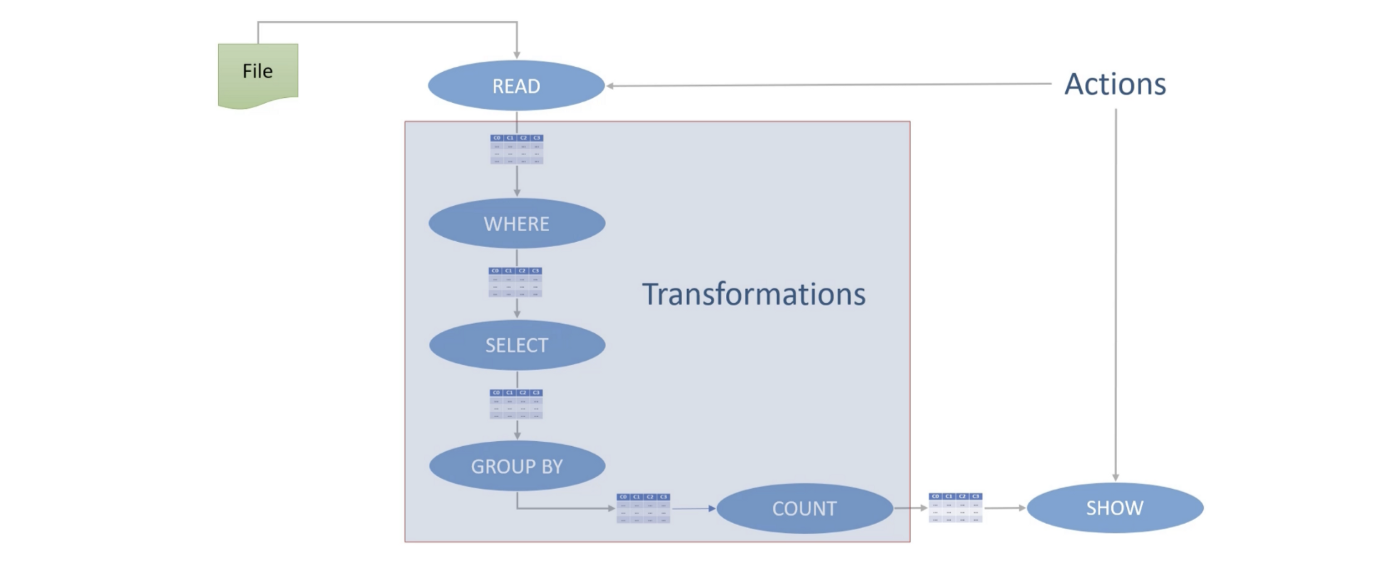 File
READ
Actions
C0 C1 C2 C3
WHERE
C0 C1 C2 C3
Transformations
SELECT
C0 C1 C2 C3
GROUP BY
C0 C1 C2 C3
COUNT
C0 C1 C2 C3
SHOW